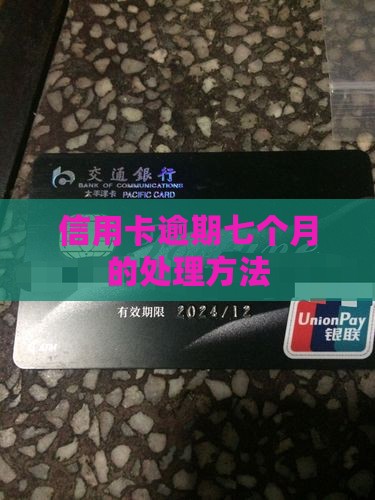 交通銀行
BANK OF COMMUNICATIONS
太平洋卡 PACIFIC CARD
信用卡逾期七个月
的处理方法
有效期限 2024/12
ATM
UnionPay
银联